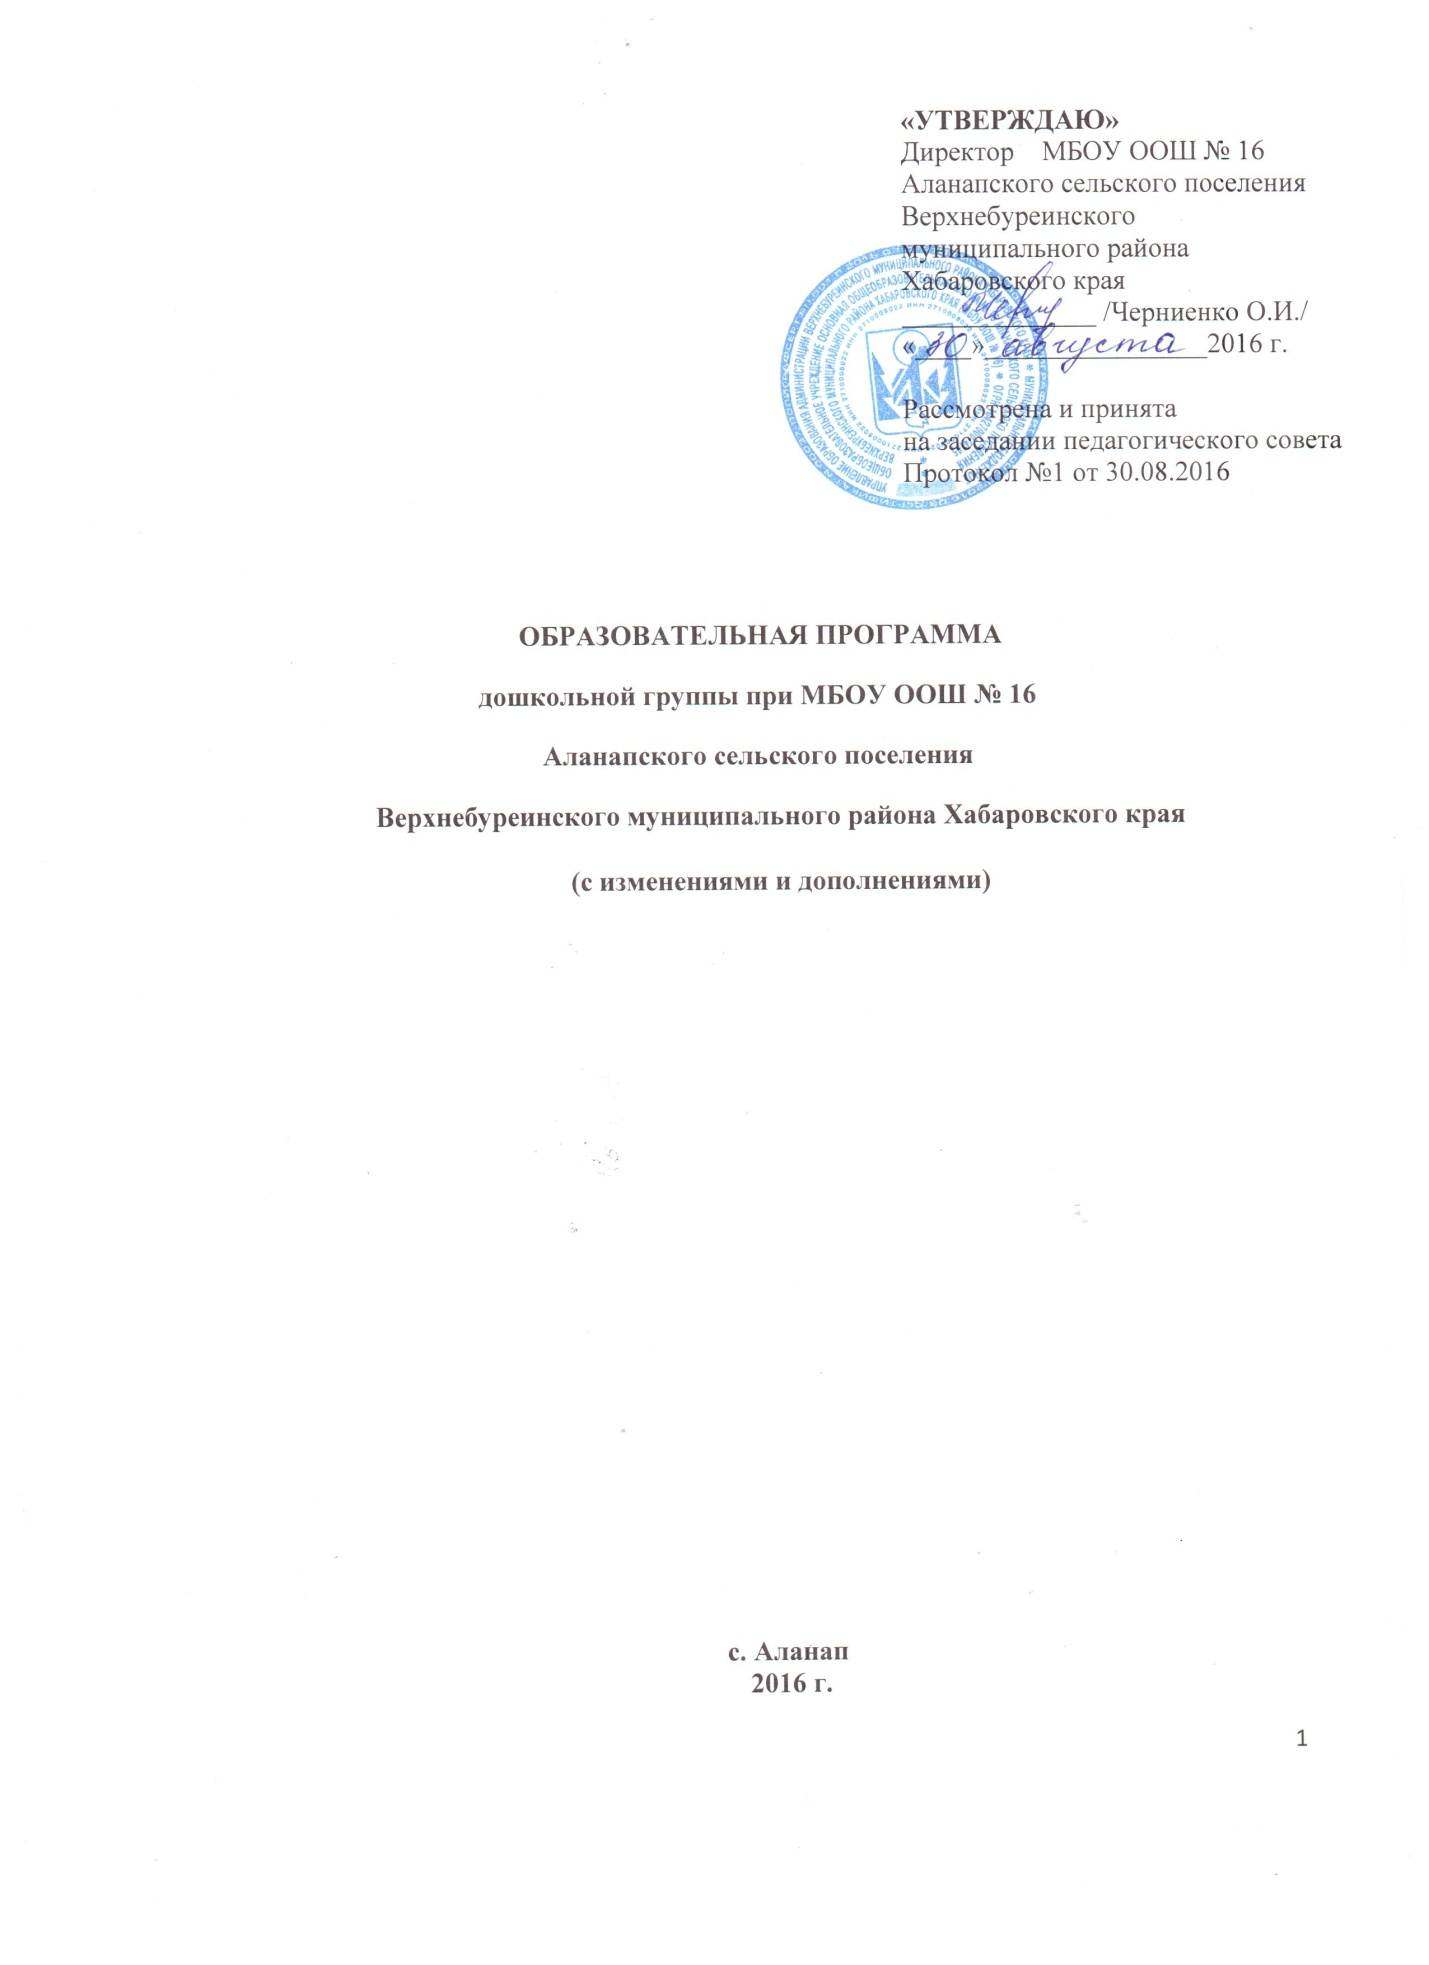 «УТВЕРЖДАЮ»
Директор МБОУ ООШ № 16
Аланапского сельского поселения
Верхнебуреинского
муниципального района
Хабаровского края
______________ /Черниенко О.И./
«30» августа 2016 г.
Рассмотрена и принята
на заседании педагогического совета
Протокол №1 от 30.08.2016
ОБРАЗОВАТЕЛЬНАЯ ПРОГРАММА
дошкольной группы при МБОУ ООШ № 16
Аланапского сельского поселения
Верхнебуреинского муниципального района Хабаровского края
(с изменениями и дополнениями)
с. Аланап
2016 г.
1